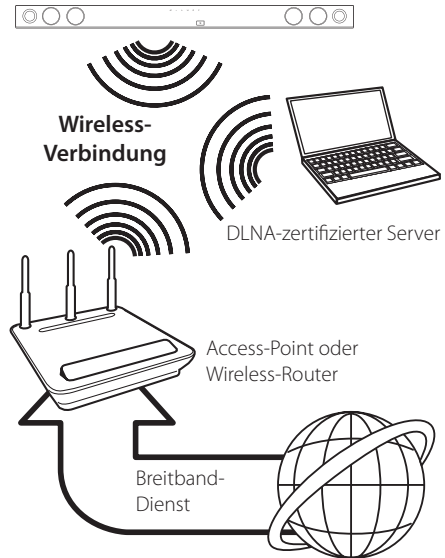 Wireless-
Verbindung
DLNA-zertifizierter Server
Access-Point oder
Wireless-Router
Breitband-
Dienst